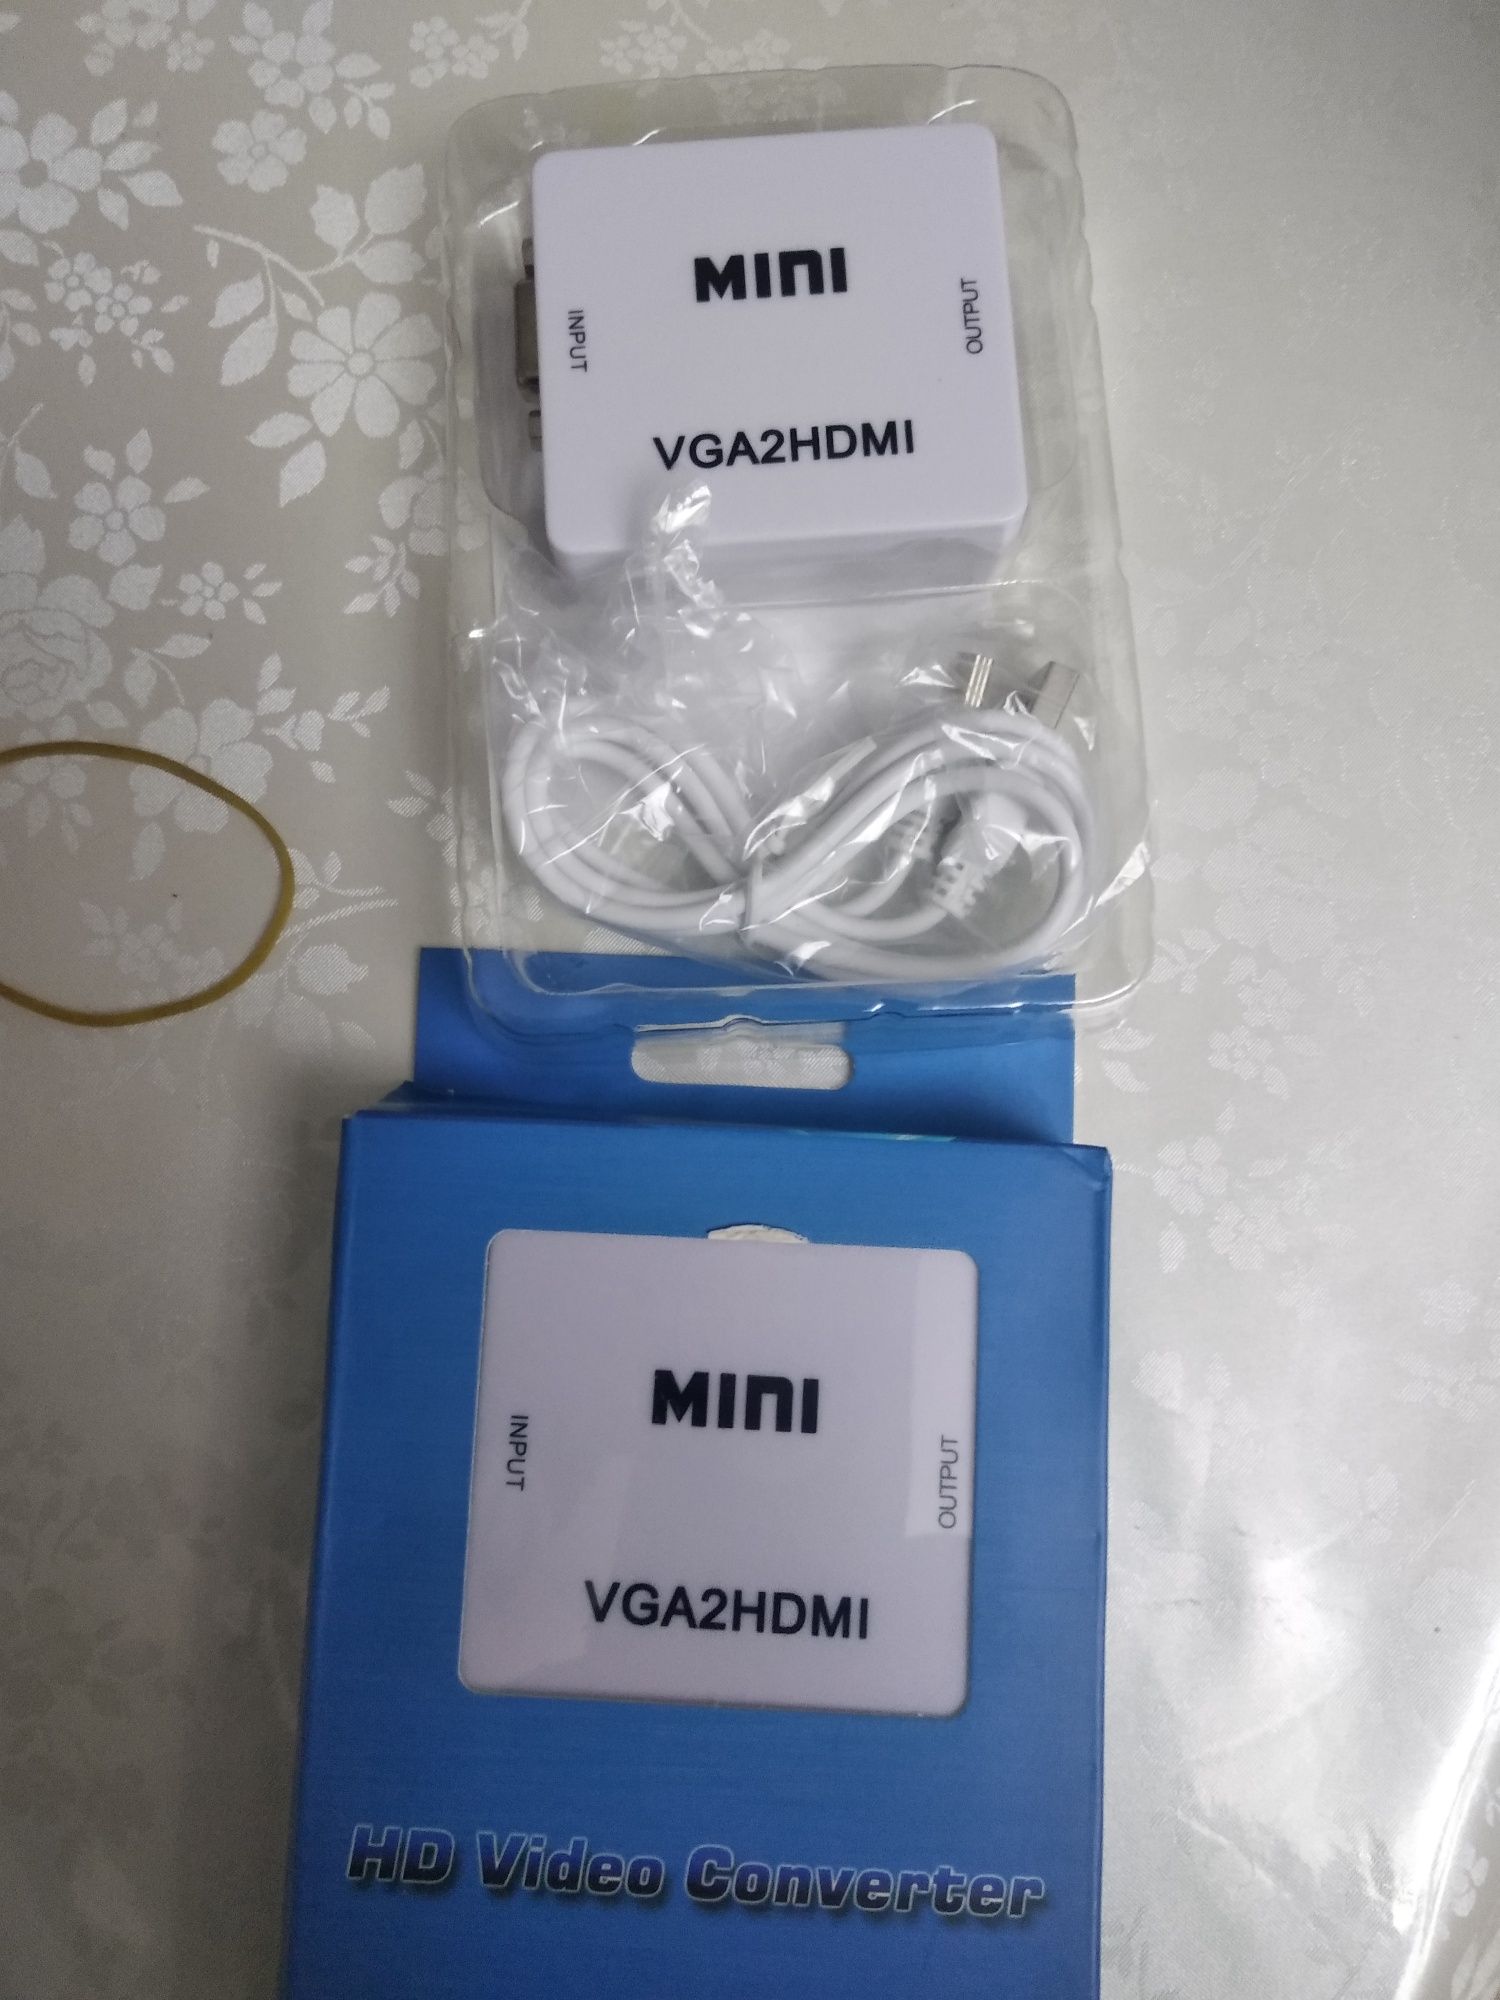 MINI
INPUT
OUTPUT
VGA2HDMI
MINI
INPUT
OUTPUT
VGA2HDMI
HD Video Converter